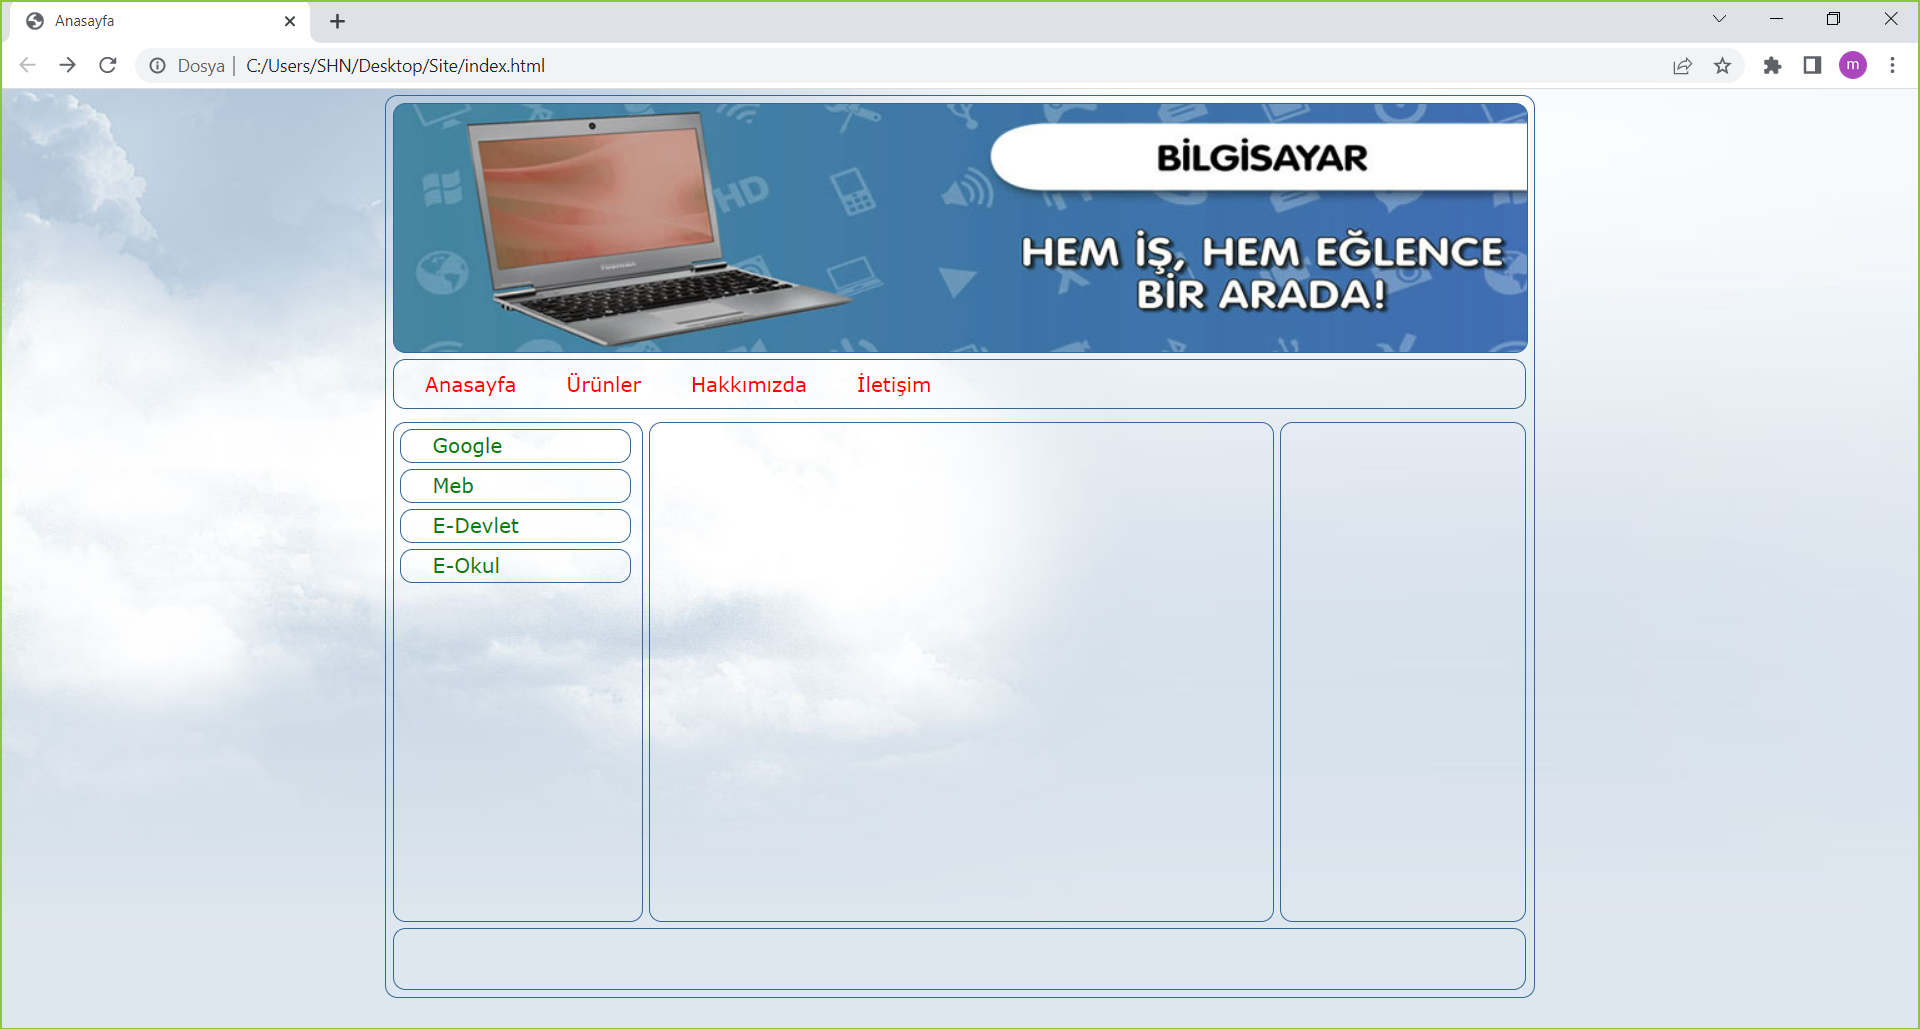 Anasayfa
Dosya | C:/Users/SHN/Desktop/Site/index.html
m
HD
TOSHIBA
BİLGİSAYAR
HEM İŞ, HEM EĞLENCE
BİR ARADA!
Anasayfa Ürünler Hakkımızda İletişim
Google
Meb
E-Devlet
E-Okul